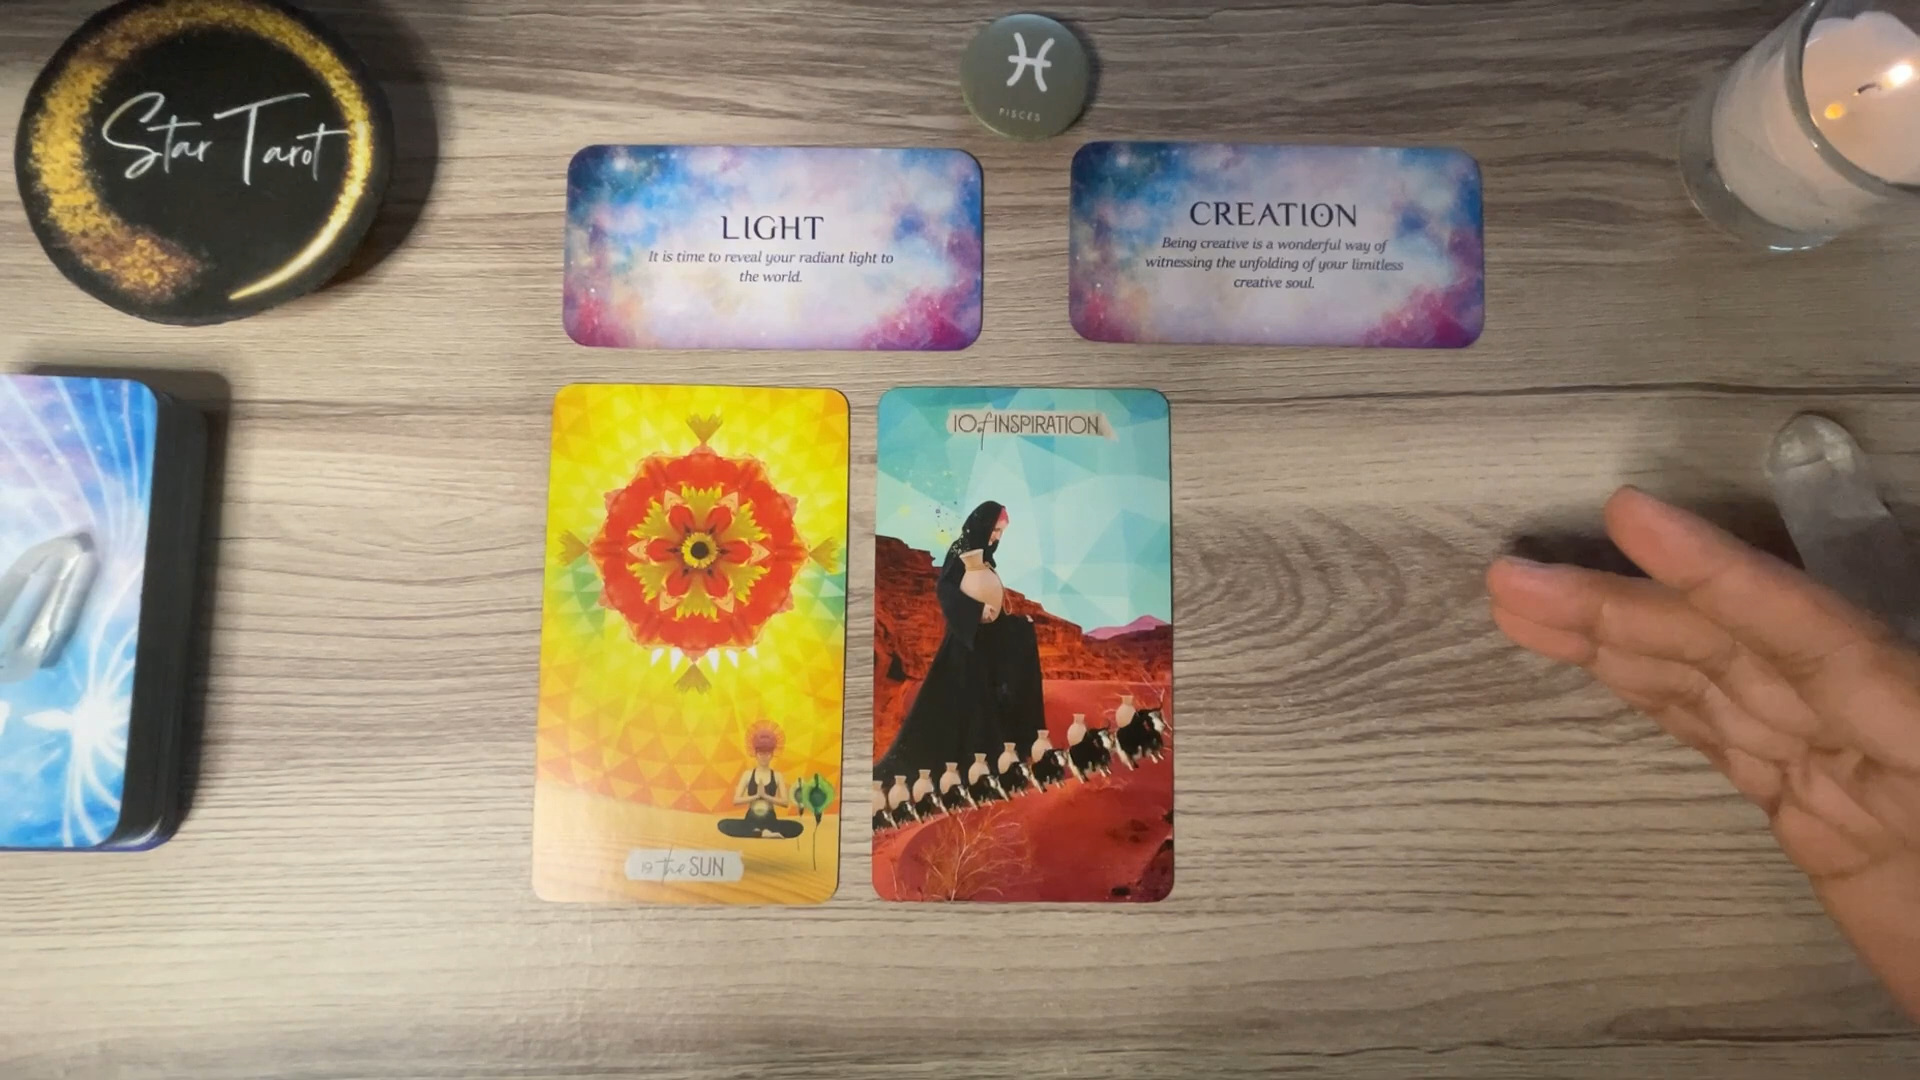 Star Tarot
PISCES
LIGHT
It is time to reveal your radiant light to
the world.
CREATION
Being creative is a wonderful way of
witnessing the unfolding of your limitless
creative soul.
10 of INSPIRATION
19 the SUN